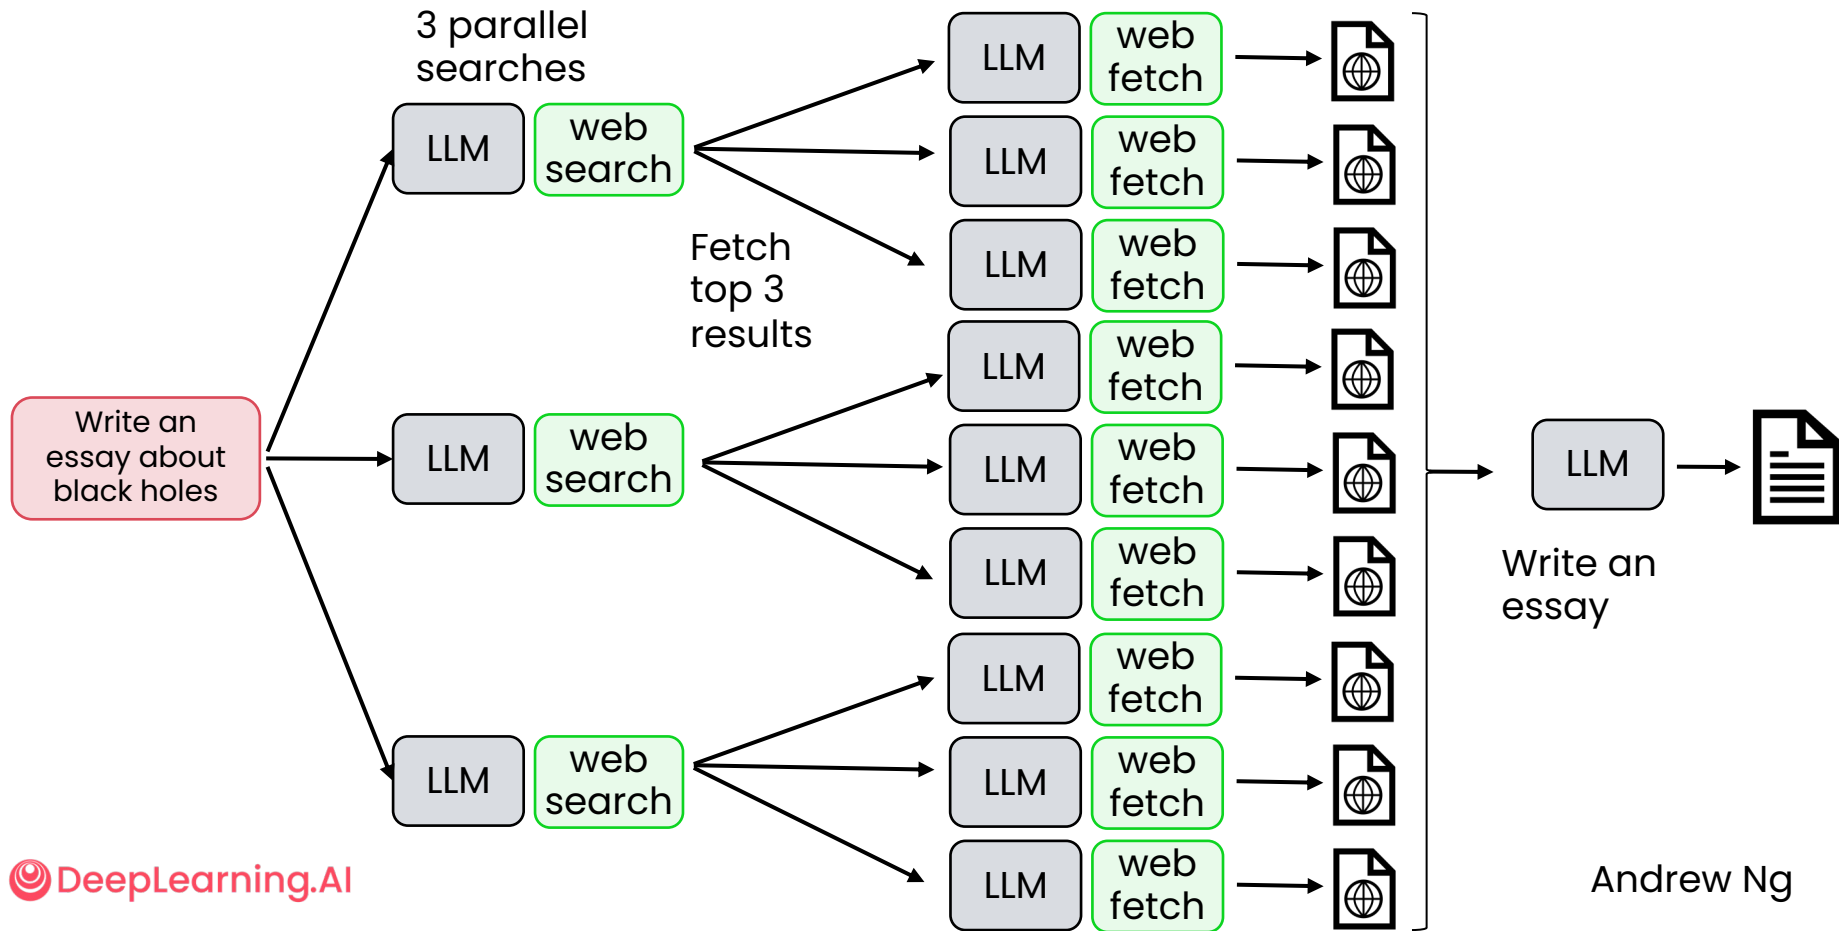 3 parallel
searches
LLM
web
search
LLM
web
search
LLM
web
search
Write an
essay about
black holes
Fetch
top 3
results
LLM
web
fetch
LLM
web
fetch
LLM
web
fetch
LLM
web
fetch
LLM
web
fetch
LLM
web
fetch
LLM
web
fetch
LLM
web
fetch
LLM
web
fetch
LLM
Write an
essay
DeepLearning.AI
Andrew Ng